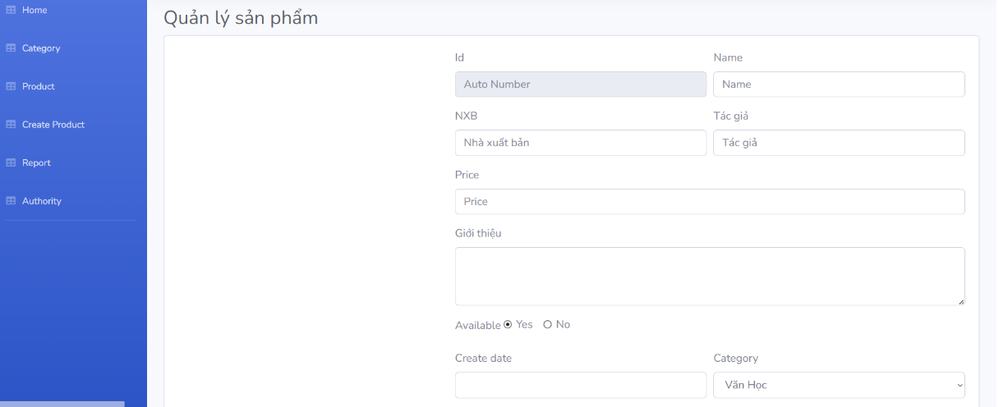 Home
Category
Product
Create Product
Report
Authority
Quản lý sản phẩm
Id
Name
Auto Number
Name
NXB
Tác giả
Nhà xuất bản
Tác giả
Price
Price
Giới thiệu
Available Yes No
Create date
Category
Văn Học